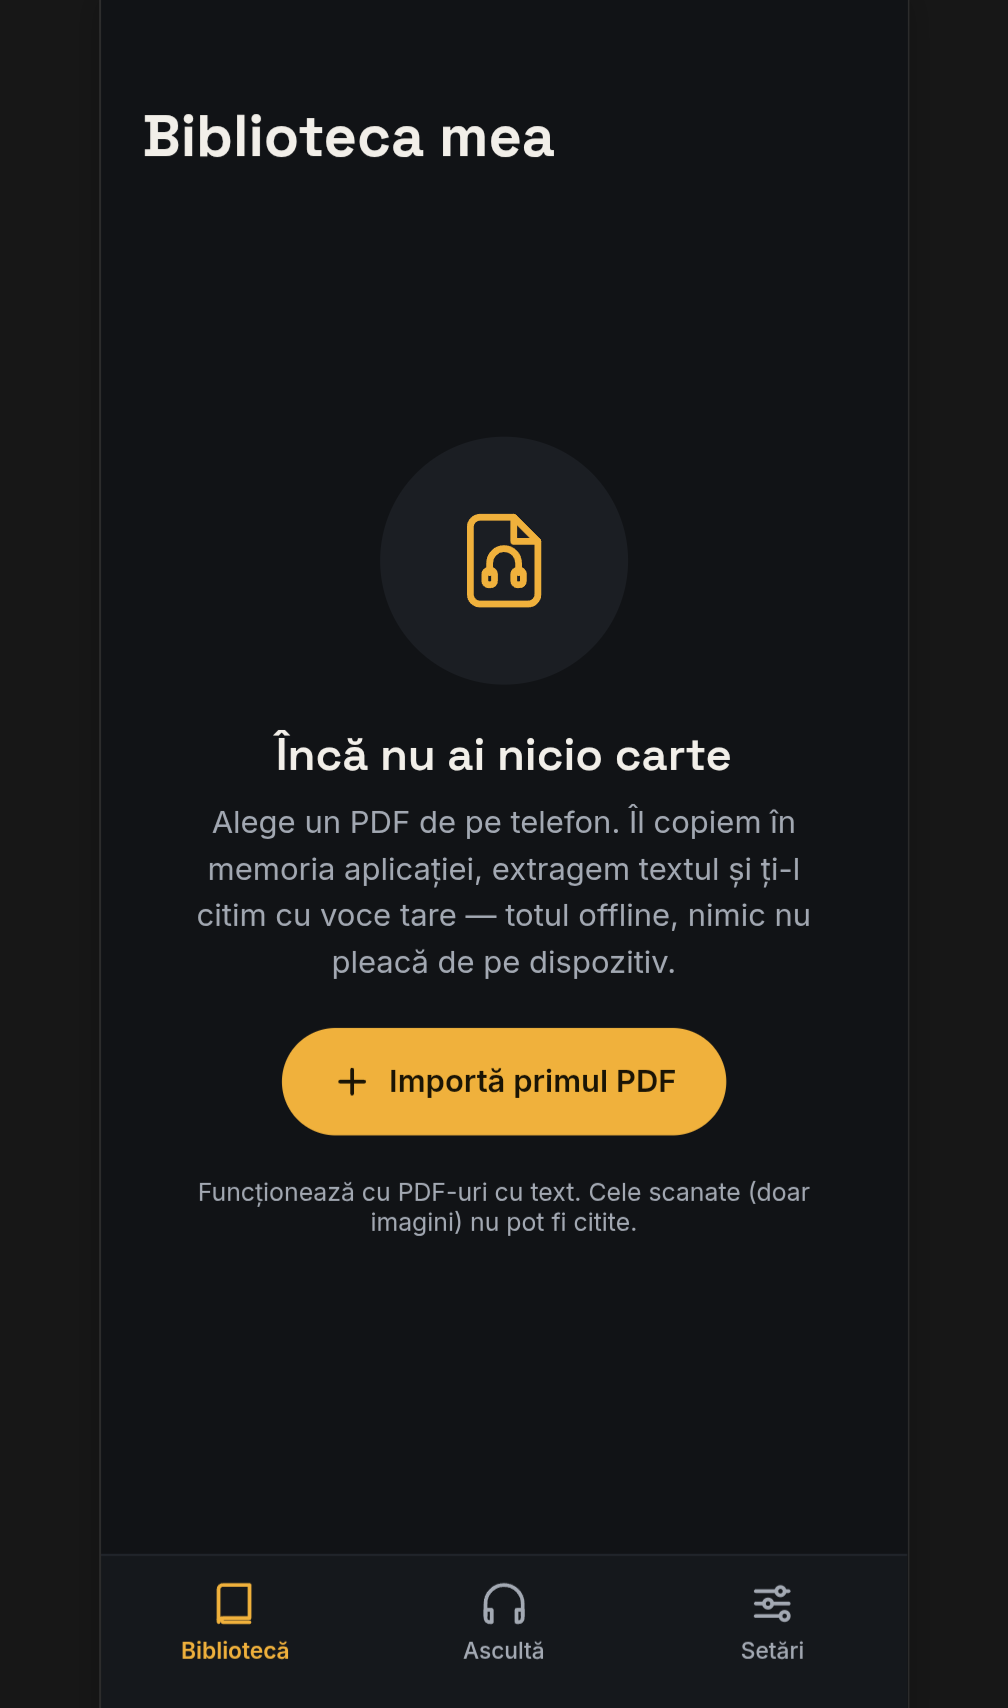 Biblioteca mea
Încă nu ai nicio carte
Alege un PDF de pe telefon. Îl copiem în
memoria aplicației, extragem textul și ți-l
citim cu voce tare — totul offline, nimic nu
pleacă de pe dispozitiv.
Importă primul PDF
Funcționează cu PDF-uri cu text. Cele scanate (doar
imagini) nu pot fi citite.
Bibliotecă
Ascultă
Setări